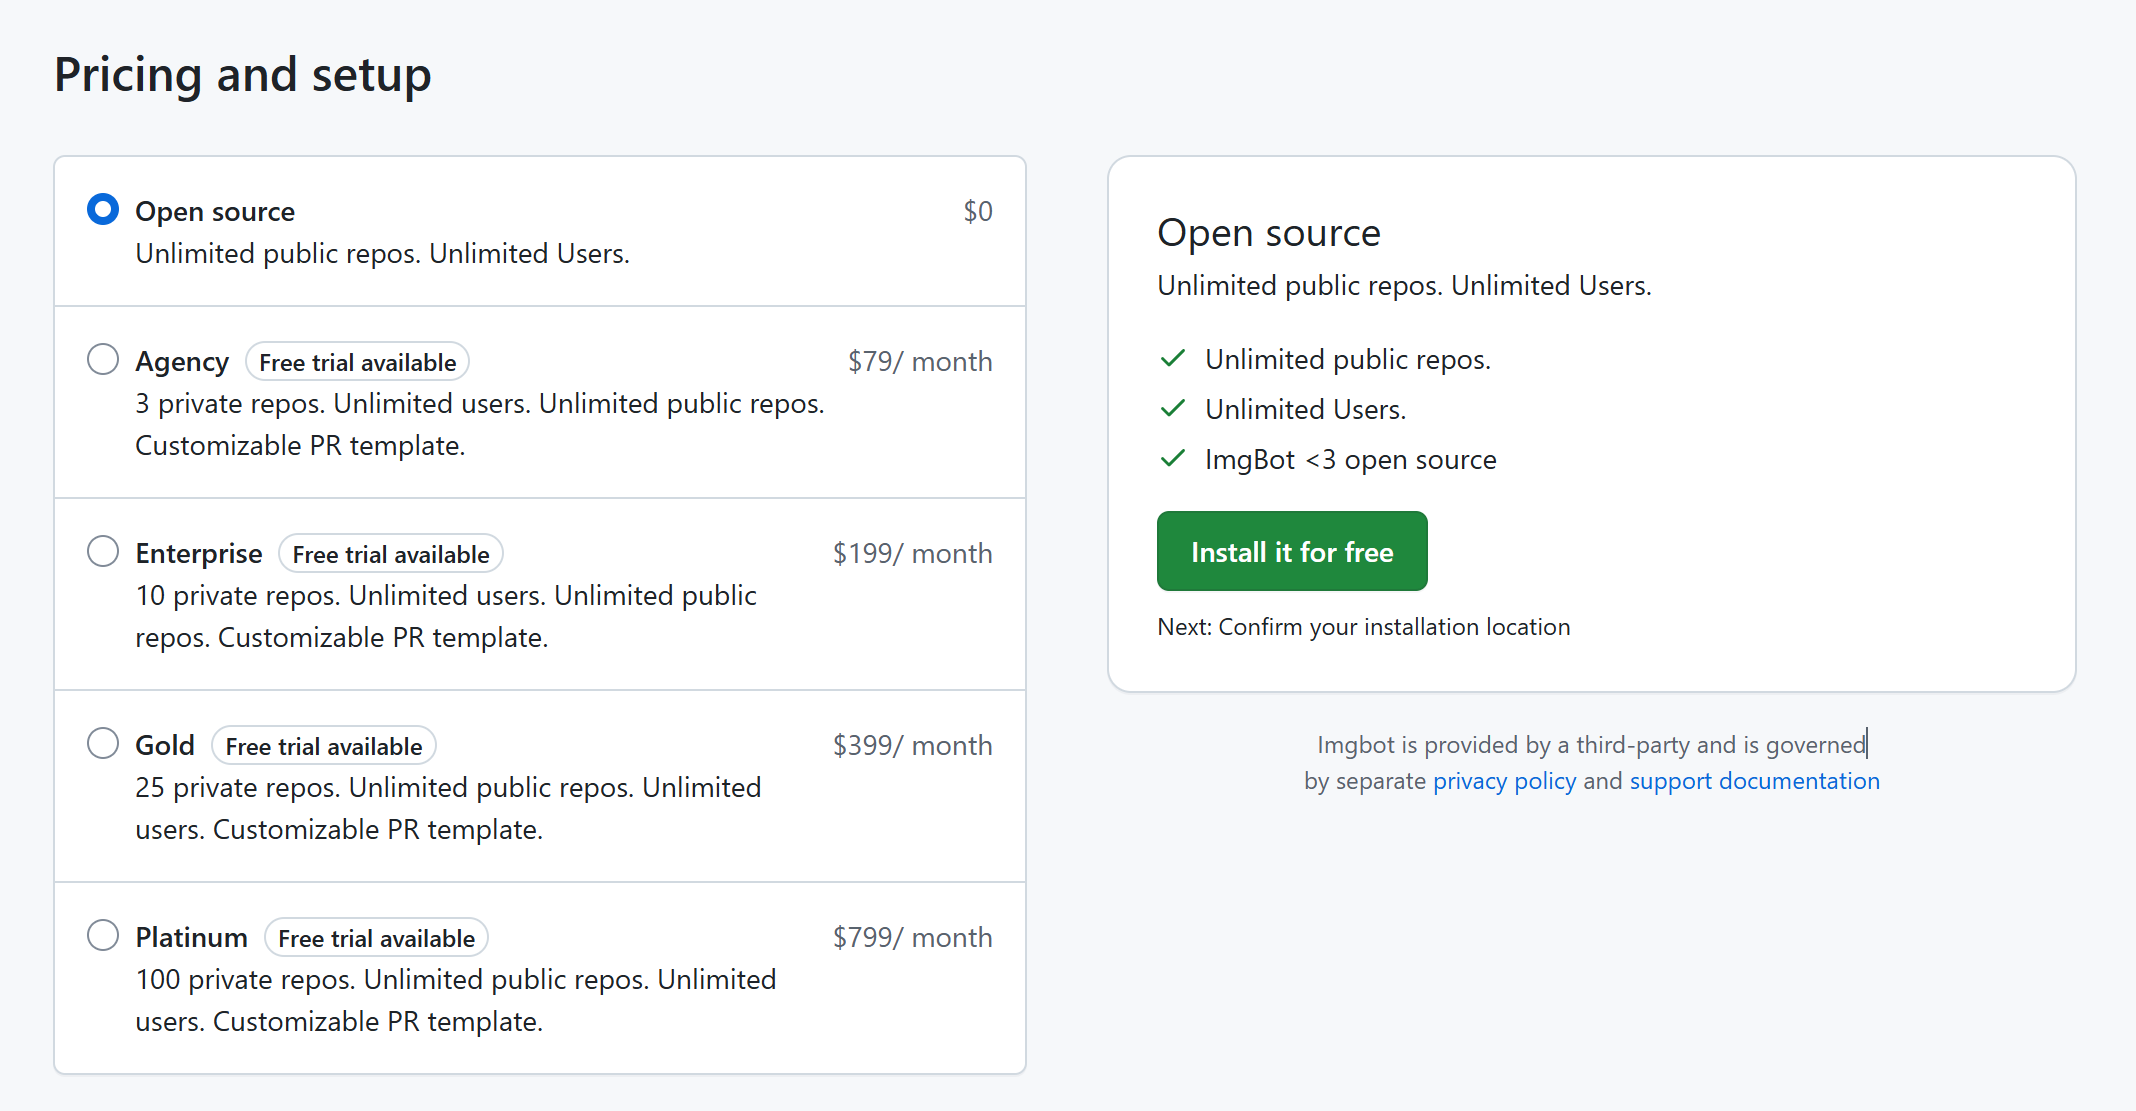 Pricing and setup
Open source
$0
Unlimited public repos. Unlimited Users.
Agency
Free trial available
$79/ month
3 private repos. Unlimited users. Unlimited public repos.
Customizable PR template.
Enterprise
Free trial available
$199/ month
10 private repos. Unlimited users. Unlimited public
repos. Customizable PR template.
Gold
Free trial available
$399/ month
25 private repos. Unlimited public repos. Unlimited
users. Customizable PR template.
Platinum
Free trial available
$799/ month
100 private repos. Unlimited public repos. Unlimited
users. Customizable PR template.
Open source
Unlimited public repos. Unlimited Users.
Unlimited public repos.
Unlimited Users.
ImgBot <3 open source
Install it for free
Next: Confirm your installation location
Imgbot is provided by a third-party and is governed
by separate privacy policy and support documentation